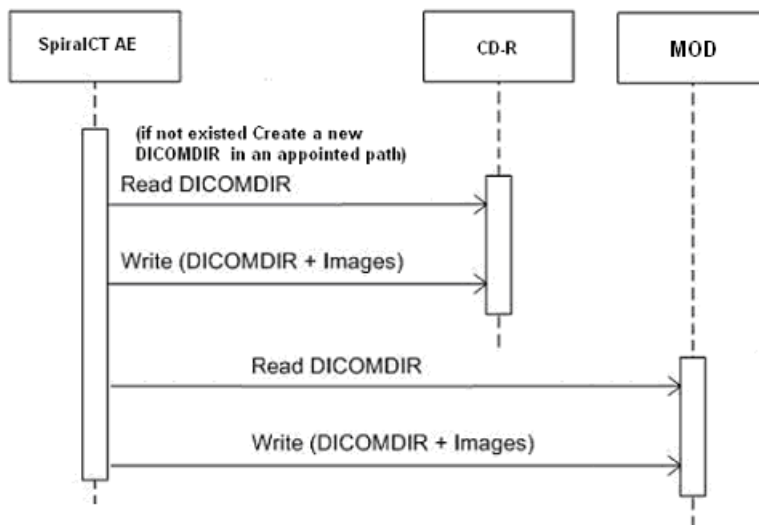 SpiralCT AE
CD-R
MOD
(if not existed Create a new
DICOMDIR in an appointed path)
Read DICOMDIR
Write (DICOMDIR + Images)
Read DICOMDIR
Write (DICOMDIR + Images)